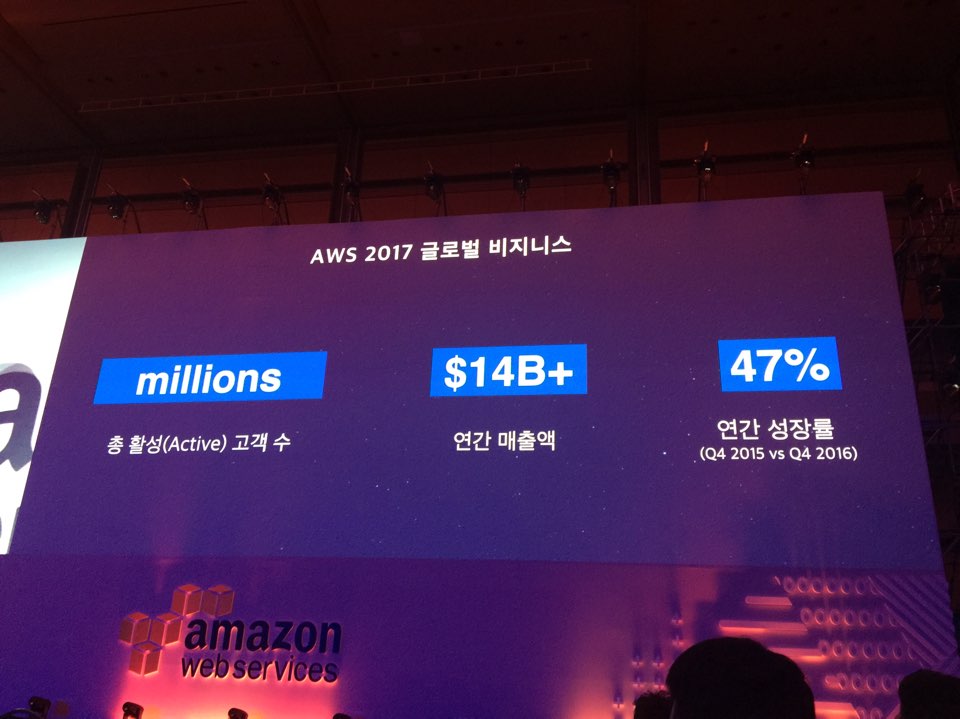 AWS 2017 글로벌 비지니스
millions
총 활성(Active) 고객 수
$14B+
연간 매출액
47%
연간 성장률
(Q4 2015 vs Q4 2016)
amazon
web services